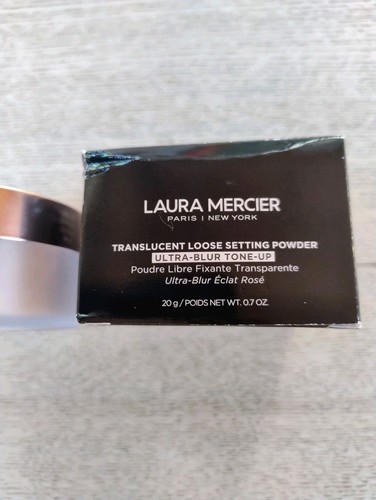 LAURA MERCIER
PARIS | NEW YORK
TRANSLUCENT LOOSE SETTING POWDER
ULTRA-BLUR TONE-UP
Poudre Libre Fixante Transparente
Ultra-Blur Éclat Rosé
20 g / POIDS NET WT. 0.7 OZ.